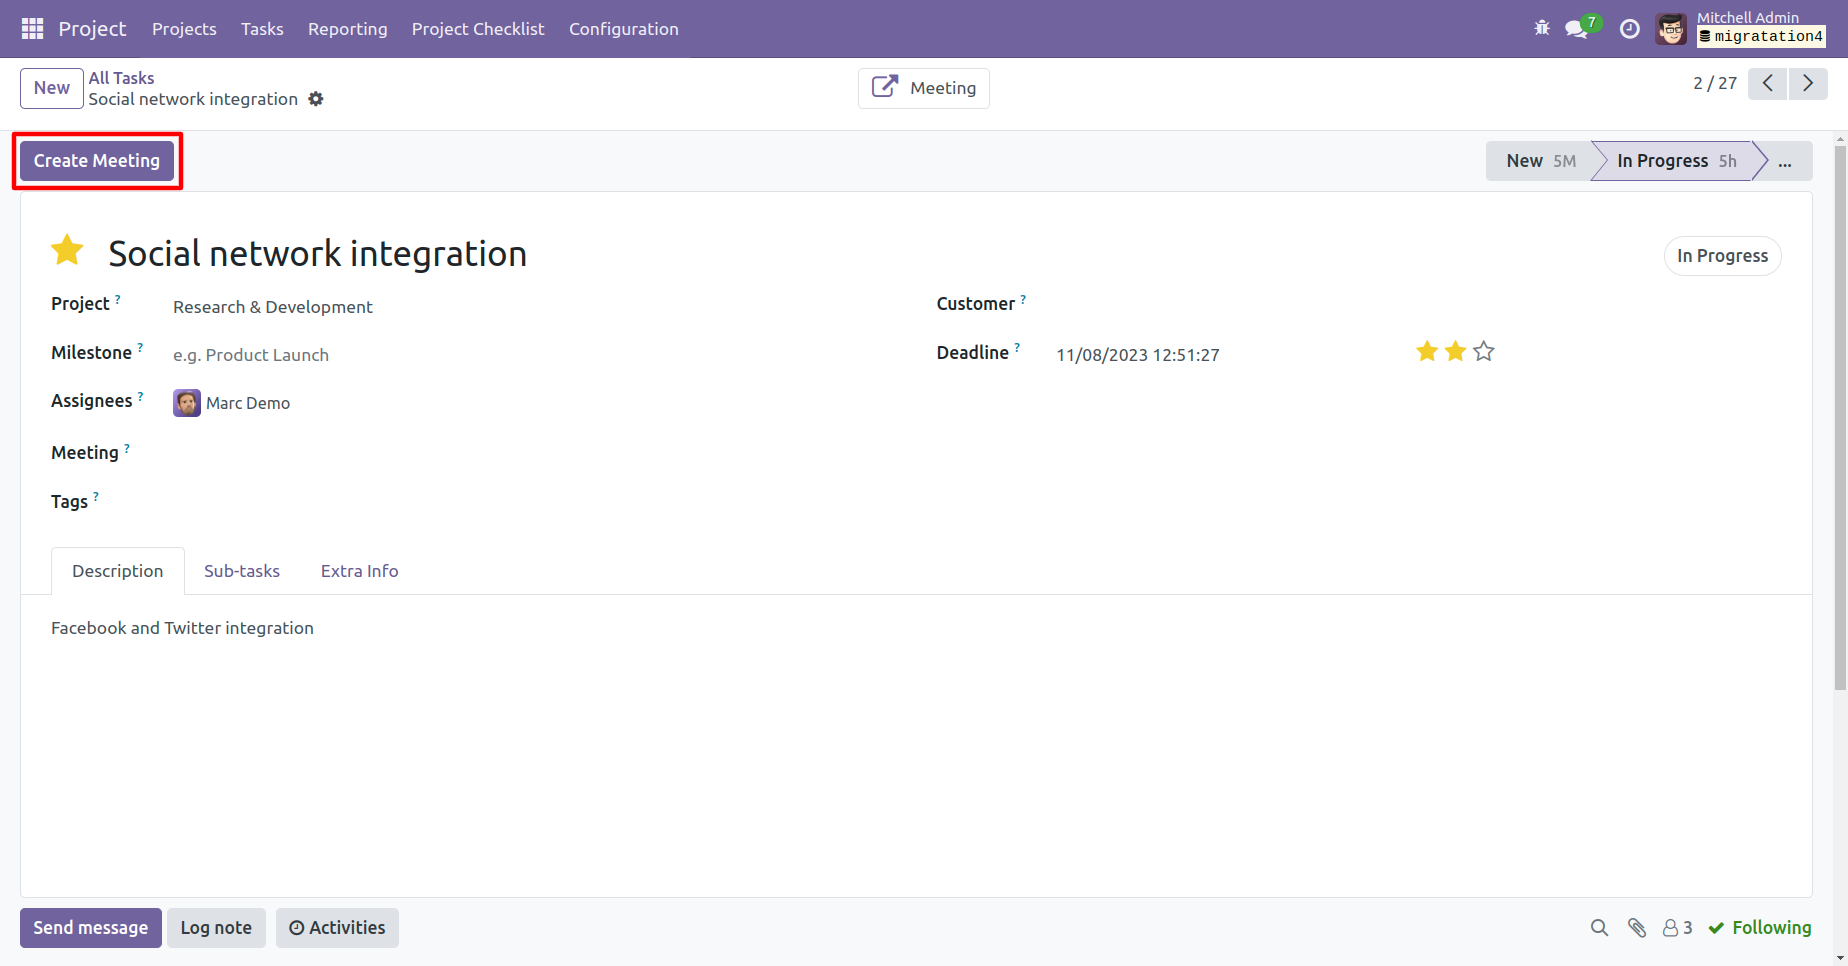 Project Projects Tasks Reporting Project Checklist Configuration 7 Mitchell Admin
migratation4
New All Tasks
Social network integration
Meeting
2 / 27
Create Meeting
New 5M In Progress 5h ...
Social network integration
In Progress
Project ? Research & Development
Customer ?
Milestone ? e.g. Product Launch
Deadline ? 11/08/2023 12:51:27
Assignees ? Marc Demo
Meeting ?
Tags ?
Description Sub-tasks Extra Info
Facebook and Twitter integration
Send message Log note Activities 3 Following